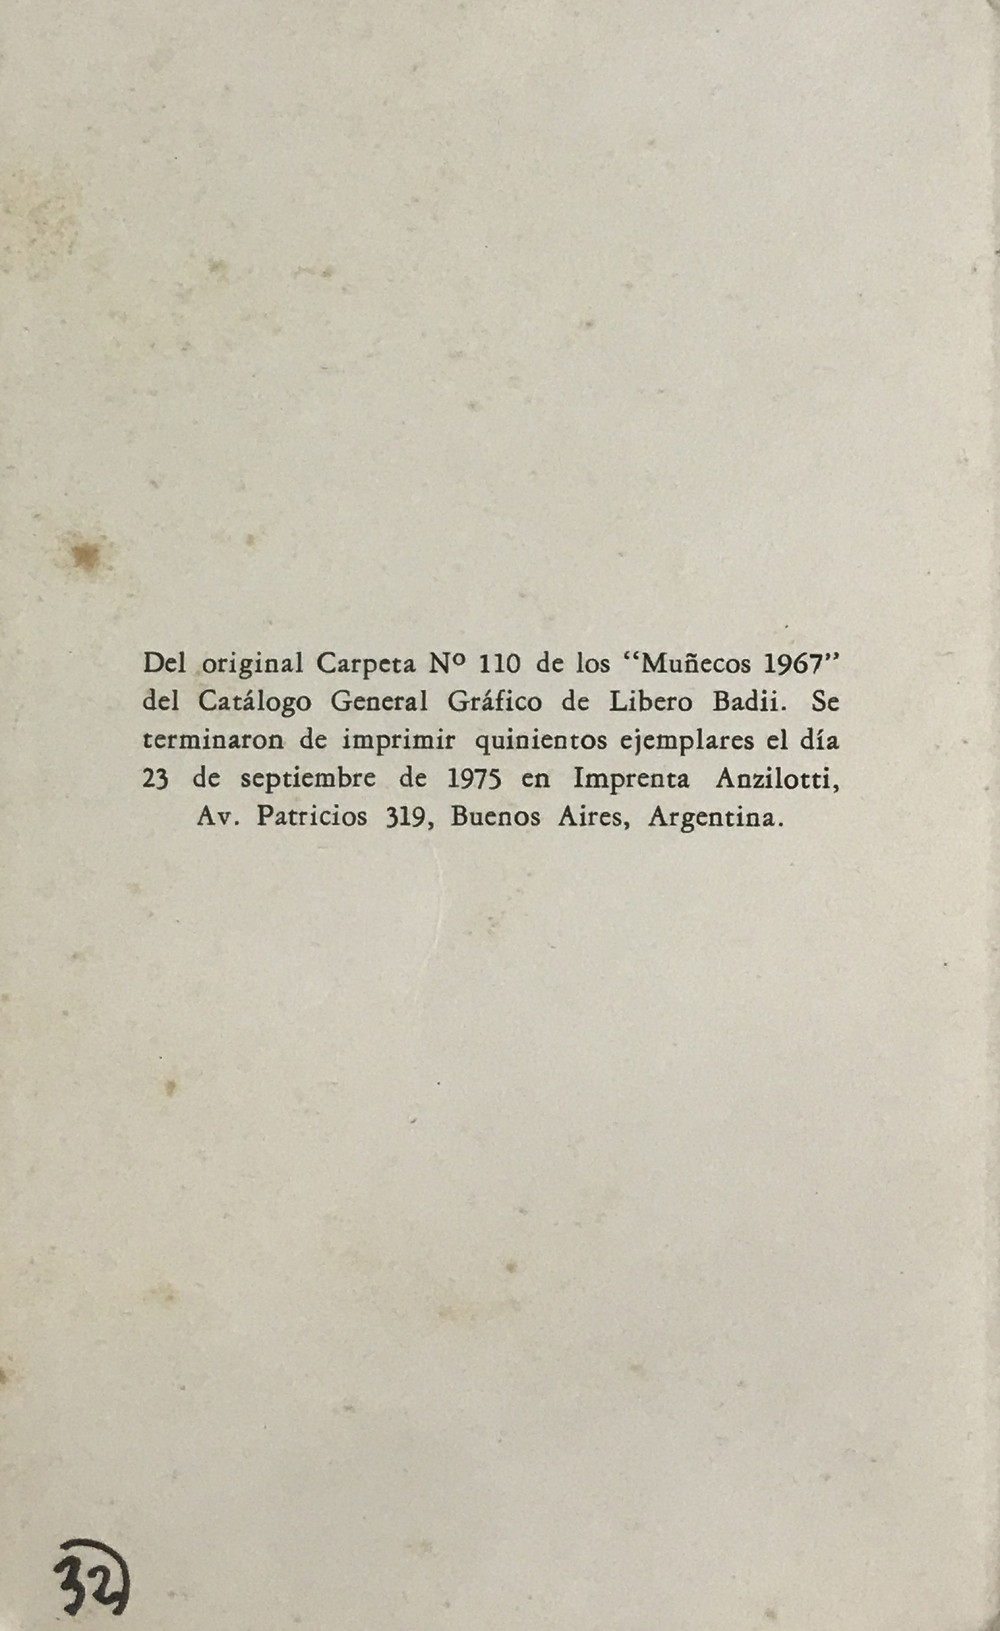 Del original Carpeta Nº 110 de los “Muñecos 1967”
del Catálogo General Gráfico de Libero Badii. Se
terminaron de imprimir quinientos ejemplares el día
23 de septiembre de 1975 en Imprenta Anzilotti,
Av. Patricios 319, Buenos Aires, Argentina.
32